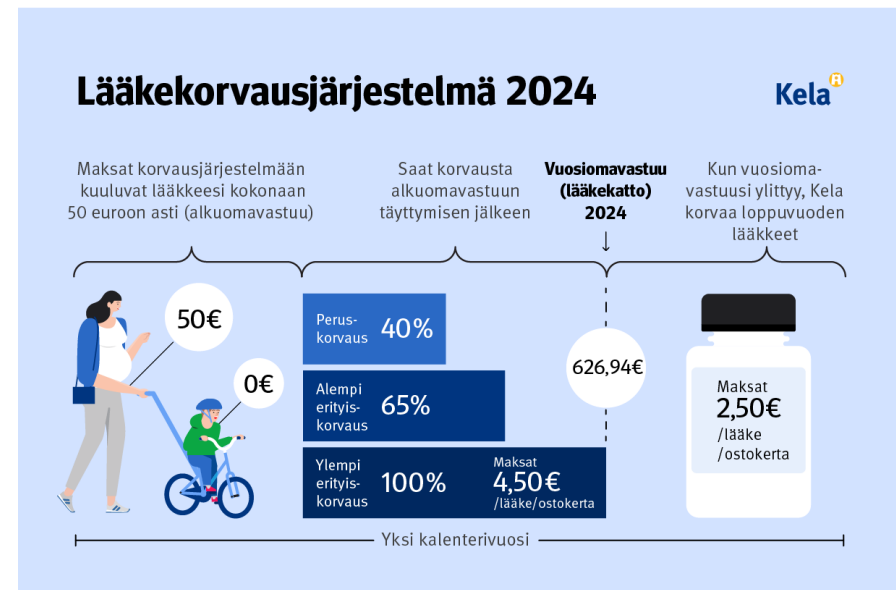 Lääkekorvausjärjestelmä 2024
Kela
Maksat korvausjärjestelmään
kuuluvat lääkkeesi kokonaan
50 euroon asti (alkuomavastuu)
Saat korvausta
alkuomavastuun
täyttymisen jälkeen
Vuosiomavastuu
(lääkekatto)
2024
Kun vuosioma-
vastuusi ylittyy, Kela
korvaa loppuvuoden
lääkkeet
50€
0€
Perus-
korvaus
40%
Alempi
erityis-
korvaus
65%
Ylempi
erityis-
korvaus
100%
Maksat
4,50€
/lääke/ostokerta
626,94€
Maksat
2,50€
/lääke
/ostokerta
Yksi kalenterivuosi